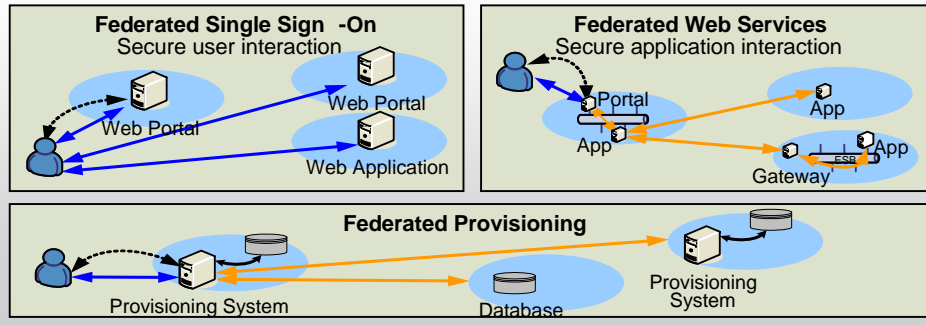 Federated Single Sign -On
Secure user interaction
Web Portal
Web Portal
Web Application
Federated Web Services
Secure application interaction
Portal
App
App
App
ESB
Gateway
Federated Provisioning
Provisioning System
Database
Provisioning
System